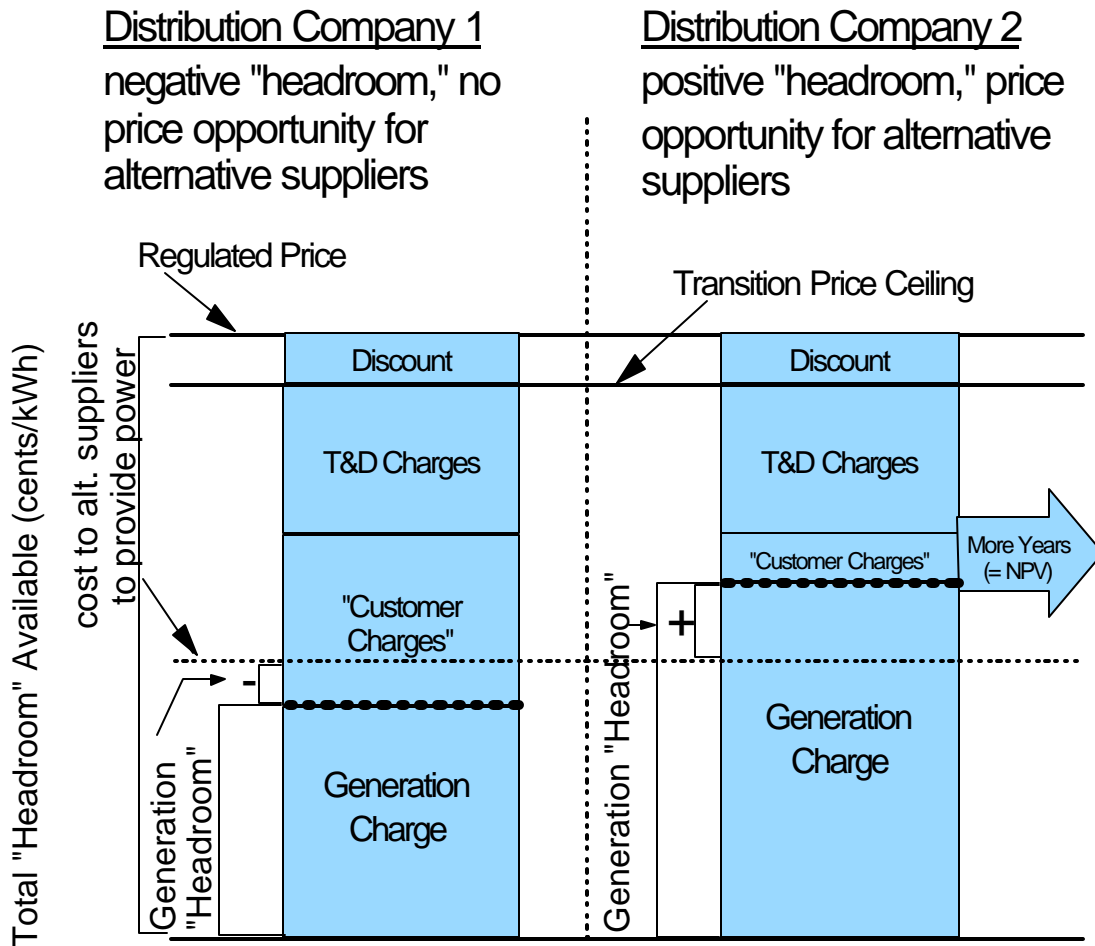 Distribution Company 1
negative "headroom," no
price opportunity for
alternative suppliers
Distribution Company 2
positive "headroom," price
opportunity for alternative
suppliers
Regulated Price
Transition Price Ceiling
Total "Headroom" Available (cents/kWh)
cost to alt. suppliers
to provide power
Discount
T&D Charges
"Customer
Charges"
-
Generation
"Headroom"
Generation
Charge
Discount
T&D Charges
"Customer Charges"
More Years
(= NPV)
+
Generation "Headroom"
Generation
Charge